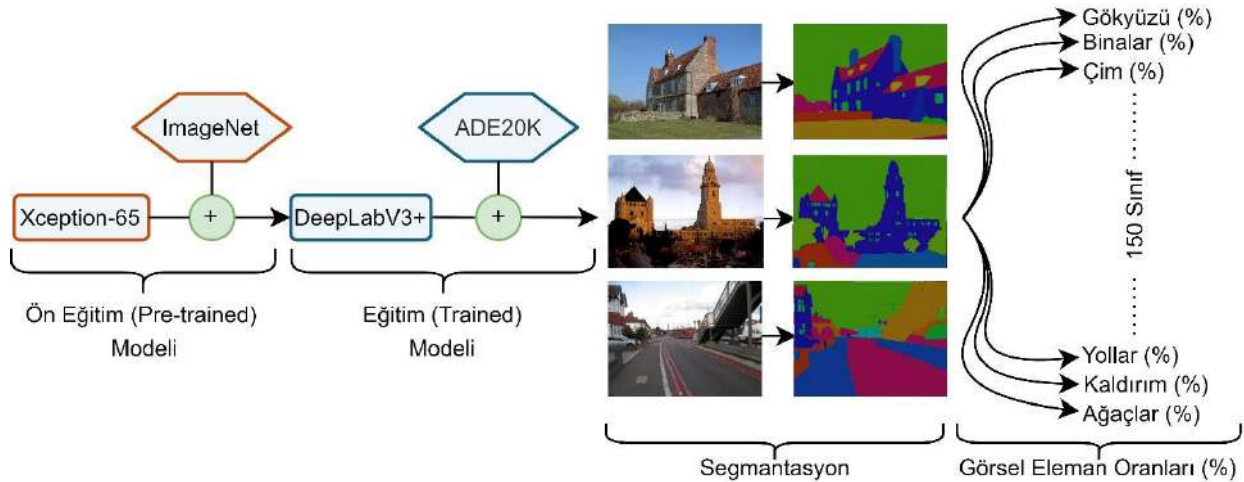 ImageNet
ADE20K
Xception-65
+
DeepLabV3+
+
Ön Eğitim (Pre-trained)
Modeli
Eğitim (Trained)
Modeli
Segmantasyon
Gökyüzü (%)
Binalar (%)
Çim (%)
150 Sınıf
Yollar (%)
Kaldırım (%)
Ağaçlar (%)
Görsel Eleman Oranları (%)